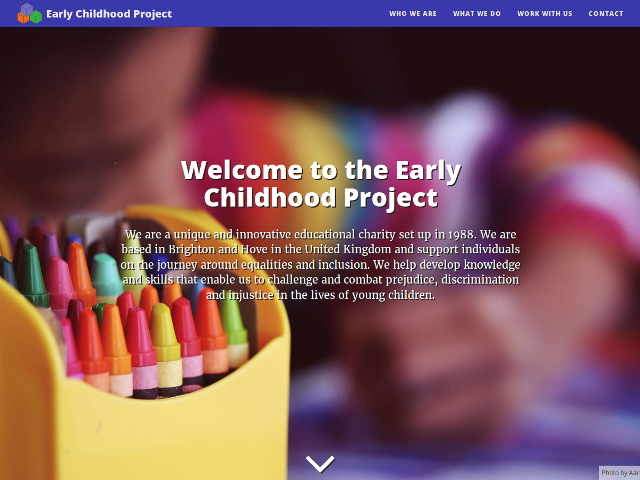 Early Childhood Project
WHO WE ARE
WHAT WE DO
WORK WITH US
CONTACT
Welcome to the Early
Childhood Project
We are a unique and innovative educational charity set up in 1988. We are
based in Brighton and Hove in the United Kingdom and support individuals
on the journey around equalities and inclusion. We help develop knowledge
and skills that enable us to challenge and combat prejudice, discrimination
and injustice in the lives of young children.
Photo by Aar